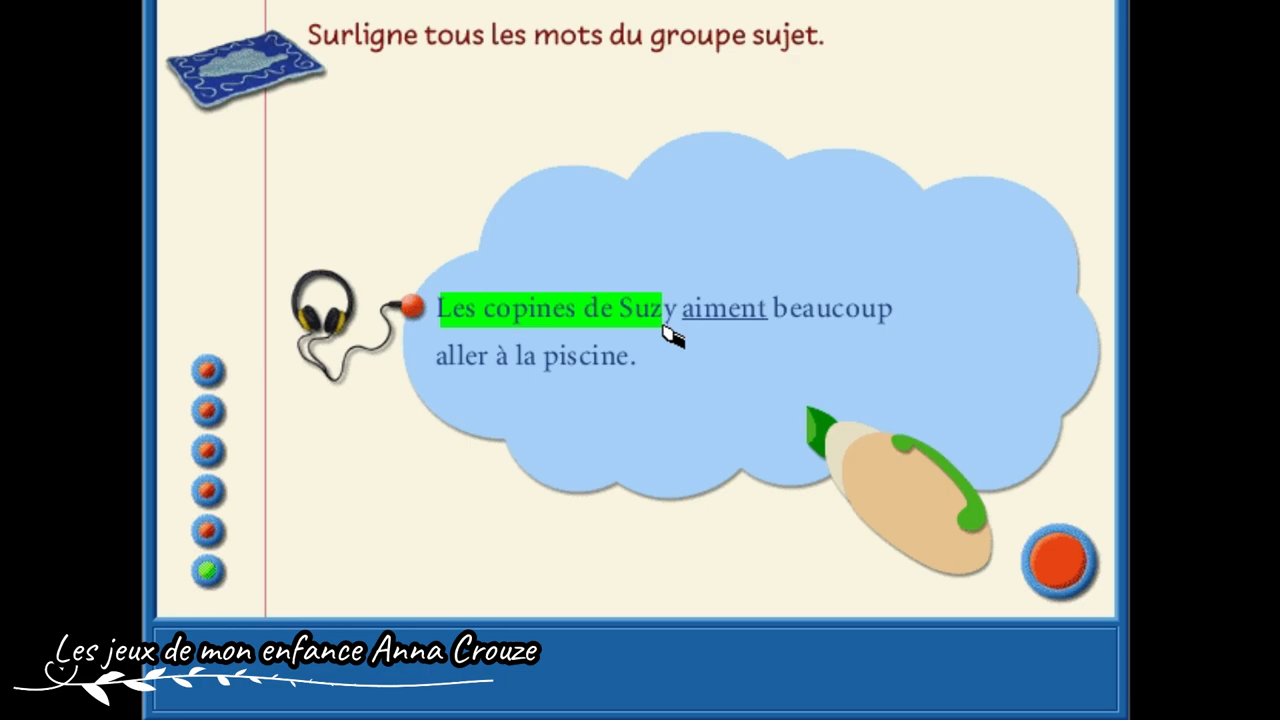 Surligne tous les mots du groupe sujet.
Les copines de Suzy aiment beaucoup
aller à la piscine.
Les jeux de mon enfance Anna Crouze